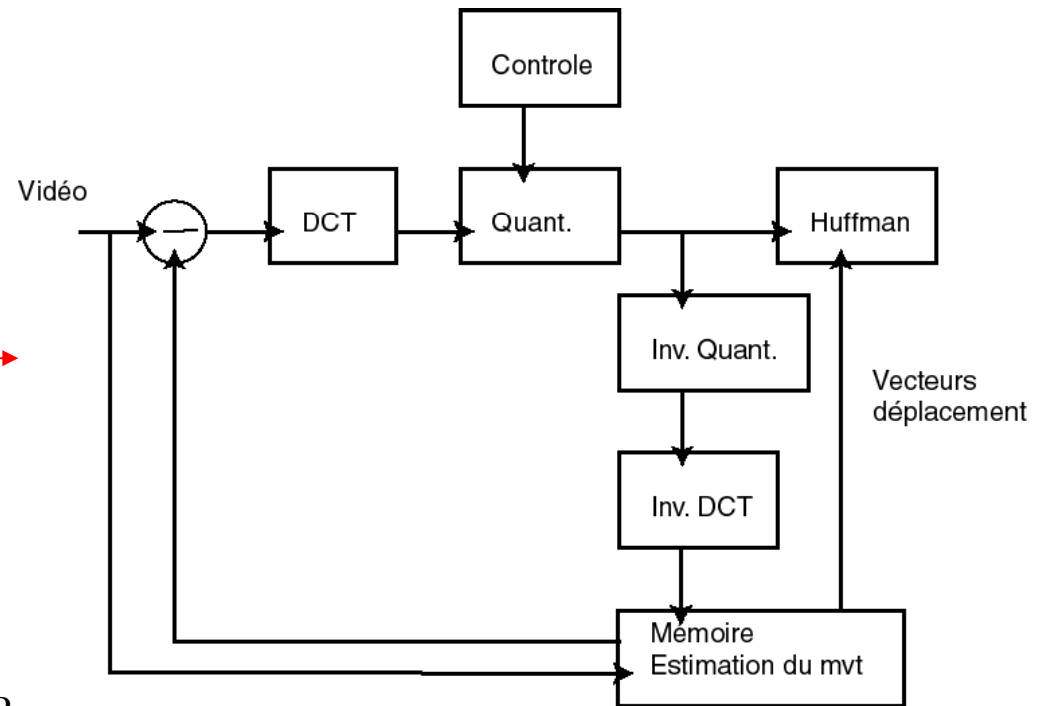 Controle
Vidéo
DCT
Quant.
Huffman
Inv. Quant.
Vecteurs
déplacement
Inv. DCT
Mémoire
Estimation du mvt